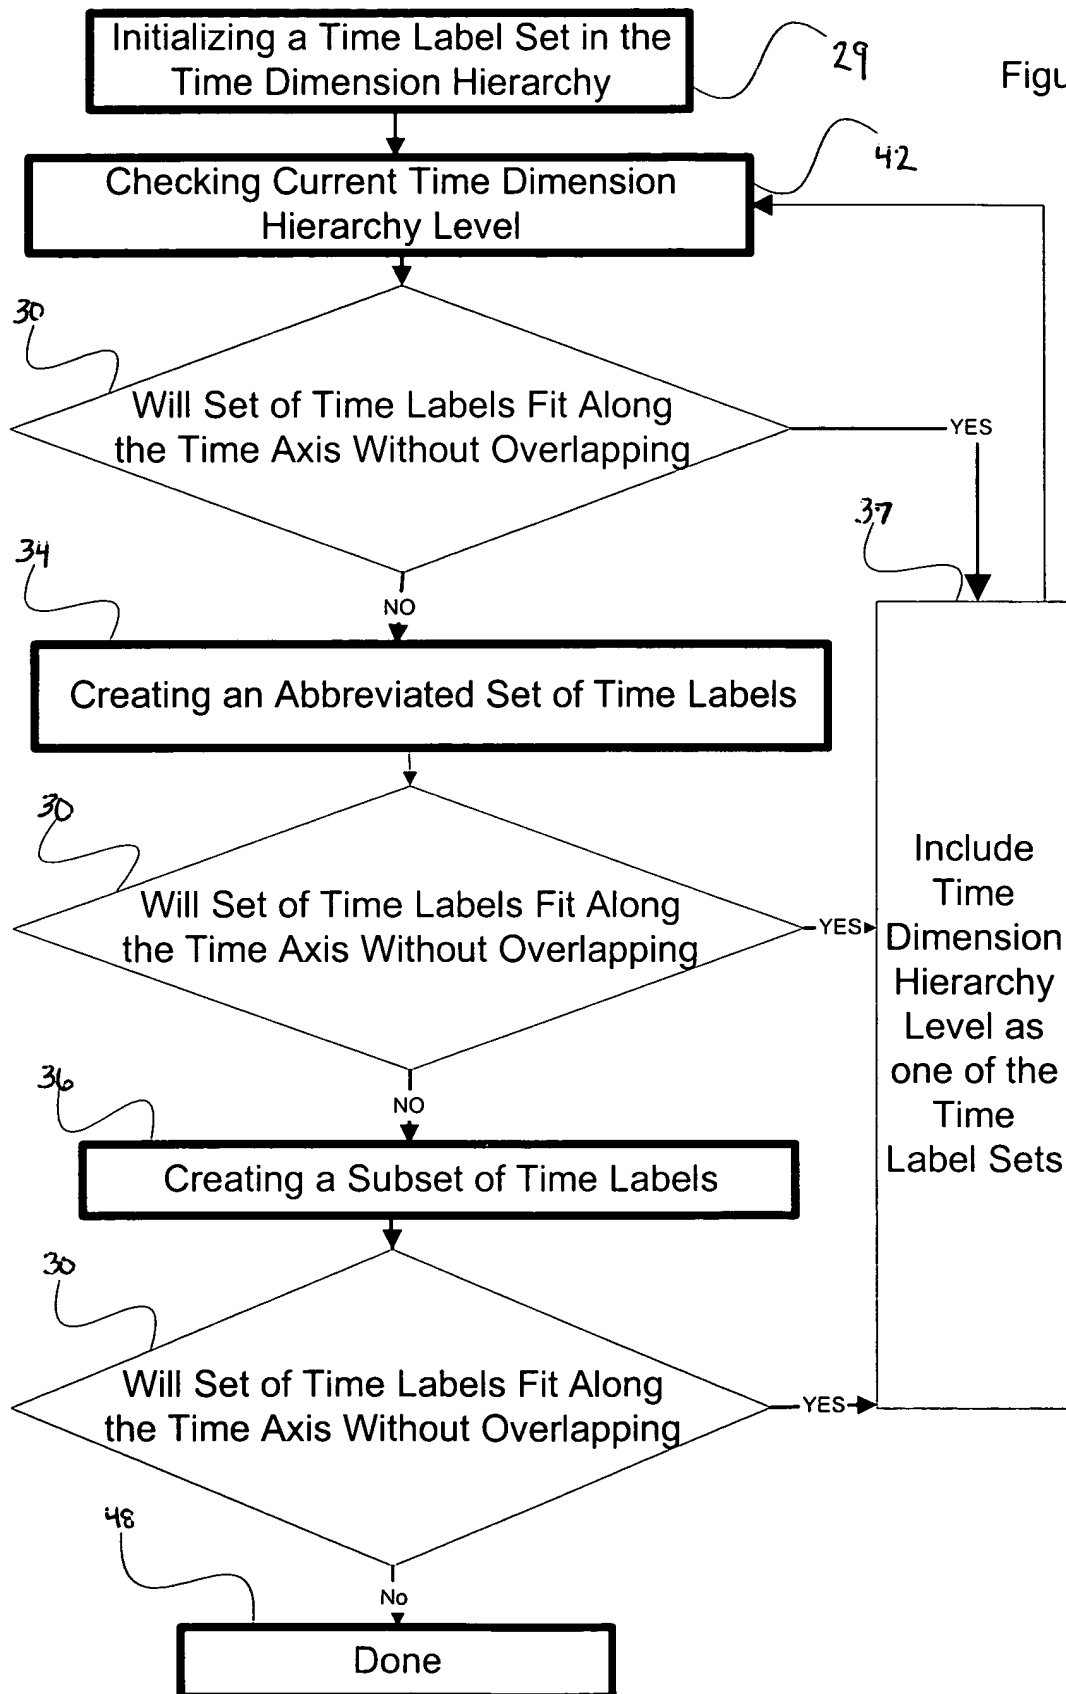 Initializing a Time Label Set in the
Time Dimension Hierarchy
29
Figu
42
Checking Current Time Dimension
Hierarchy Level
30
Will Set of Time Labels Fit Along
the Time Axis Without Overlapping
YES
37
34
NO
Creating an Abbreviated Set of Time Labels
30
Will Set of Time Labels Fit Along
the Time Axis Without Overlapping
YES
Include
Time
Dimension
Hierarchy
Level as
one of the
Time
Label Sets
36
NO
Creating a Subset of Time Labels
30
Will Set of Time Labels Fit Along
the Time Axis Without Overlapping
YES
48
No
Done